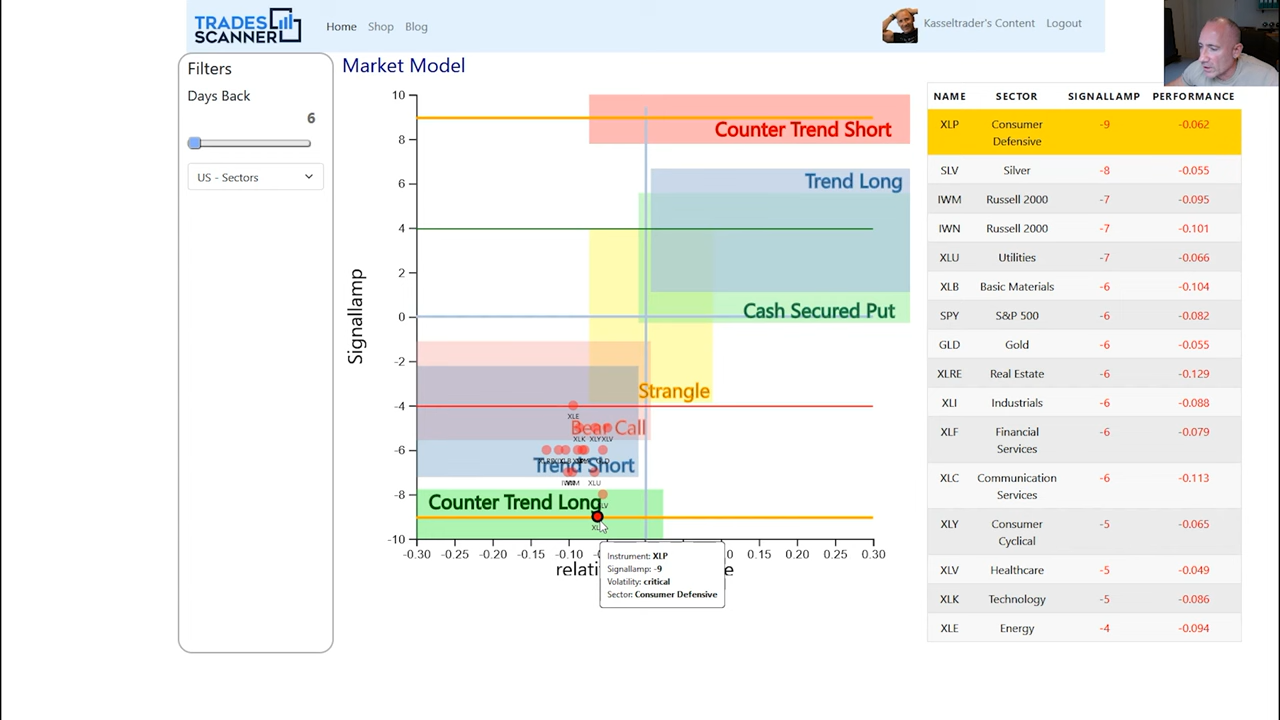 TRADES
SCANNER
Home
Shop
Blog
Kasseltrader's Content
Logout
Filters
Days Back
6
US - Sectors
Market Model
Signallamp
10
8
6
4
2
0
-2
-4
-6
-8
-10
Counter Trend Short
Trend Long
Cash Secured Put
Strangle
XLE
Bear Call
XLK
XLY
XLV
Trend Short
XLU
Counter Trend Long
-0.30
-0.25
-0.20
-0.15
-0.10
0.15
0.20
0.25
0.30
Instrument: XLP
Signallamp: -9
Volatility: critical
Sector: Consumer Defensive
NAME SECTOR SIGNALLAMP PERFORMANCE
XLP Consumer Defensive -9 -0.062
SLV Silver -8 -0.055
IWM Russell 2000 -7 -0.095
IWN Russell 2000 -7 -0.101
XLU Utilities -7 -0.066
XLB Basic Materials -6 -0.104
SPY S&P 500 -6 -0.082
GLD Gold -6 -0.055
XLRE Real Estate -6 -0.129
XLI Industrials -6 -0.088
XLF Financial Services -6 -0.079
XLC Communication Services -6 -0.113
XLY Consumer Cyclical -5 -0.065
XLV Healthcare -5 -0.049
XLK Technology -5 -0.086
XLE Energy -4 -0.094